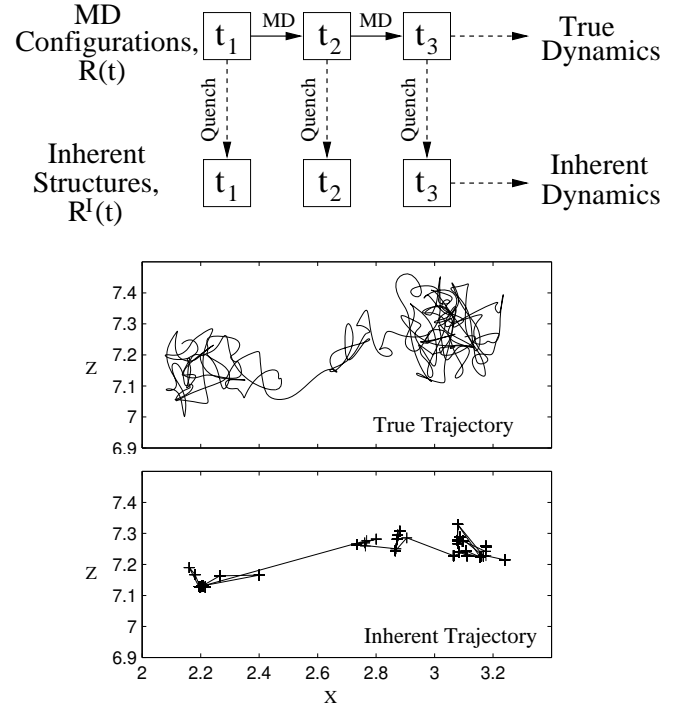 MD
Configurations,
R(t)
t1 MD t2 MD t3
True
Dynamics
Quench Quench Quench
Inherent
Structures,
R^I(t)
t1 t2 t3
Inherent
Dynamics
7.4
7.3
7.2
Z
7.1
7
6.9
True Trajectory
7.4
7.3
7.2
Z
7.1
7
6.9
Inherent Trajectory
2 2.2 2.4 2.6 2.8 3 3.2
X